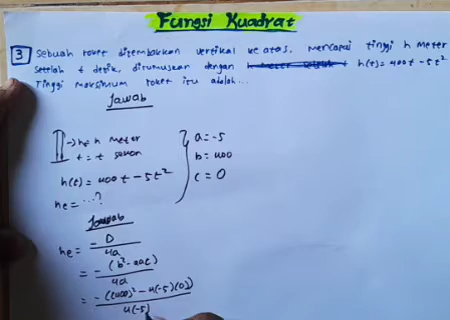 Fungsi Kuadrat
3 Sebuah roket ditembakkan vertikal ke atas, mencapai tinggi h meter
Setelah t detik, dirumuskan dengan h(t) = 400t - 5t²
Tinggi maksimum roket itu adalah...
Jawab
→ h = h meter
t = t sekon
h(t) = 400t - 5t²
he = ...?
a = -5
b = 400
c = 0
Jawab
he = -D / 4a
= -(b² - 4ac) / 4a
= -((400)² - 4(-5)(0)) / 4(-5)